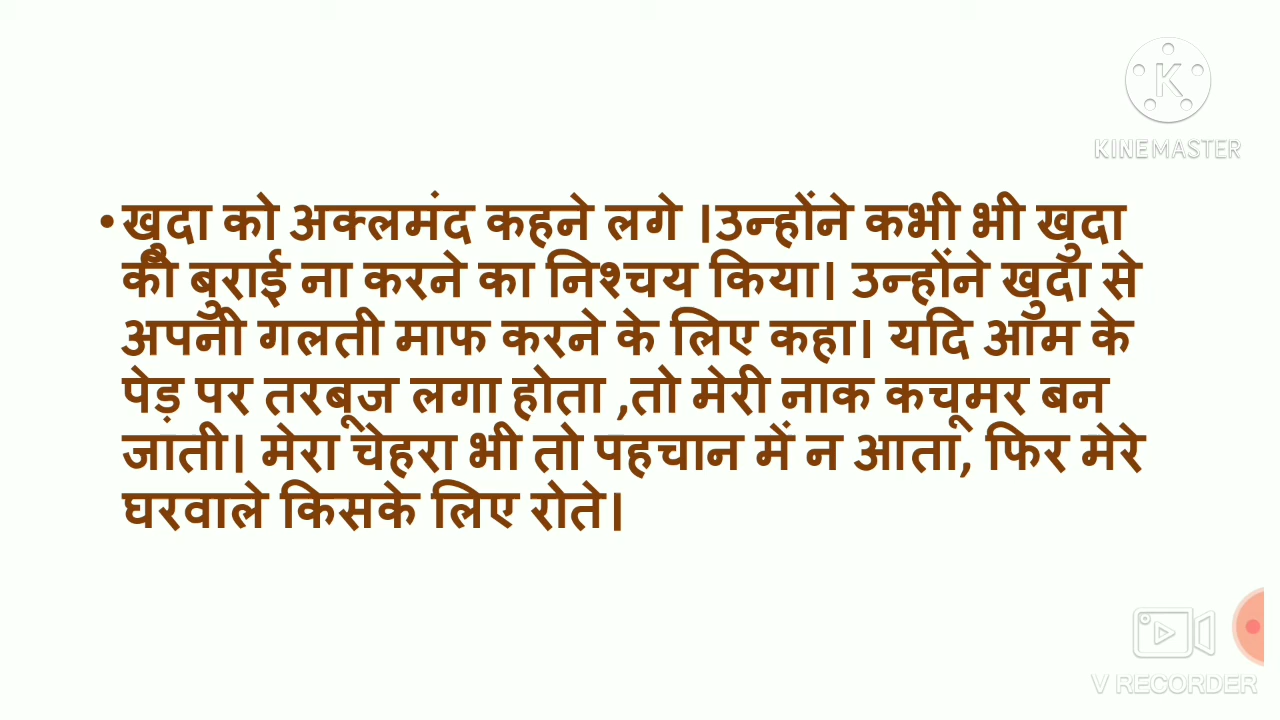 KINEMASTER
•खुदा को अक्लमंद कहने लगे ।उन्होंने कभी भी खुदा
की बुराई ना करने का निश्चय किया। उन्होंने खुदा से
अपनी गलती माफ करने के लिए कहा। यदि आम के
पेड़ पर तरबूज लगा होता ,तो मेरी नाक कचूमर बन
जाती। मेरा चेहरा भी तो पहचान में न आता, फिर मेरे
घरवाले किसके लिए रोते।
V RECORDER